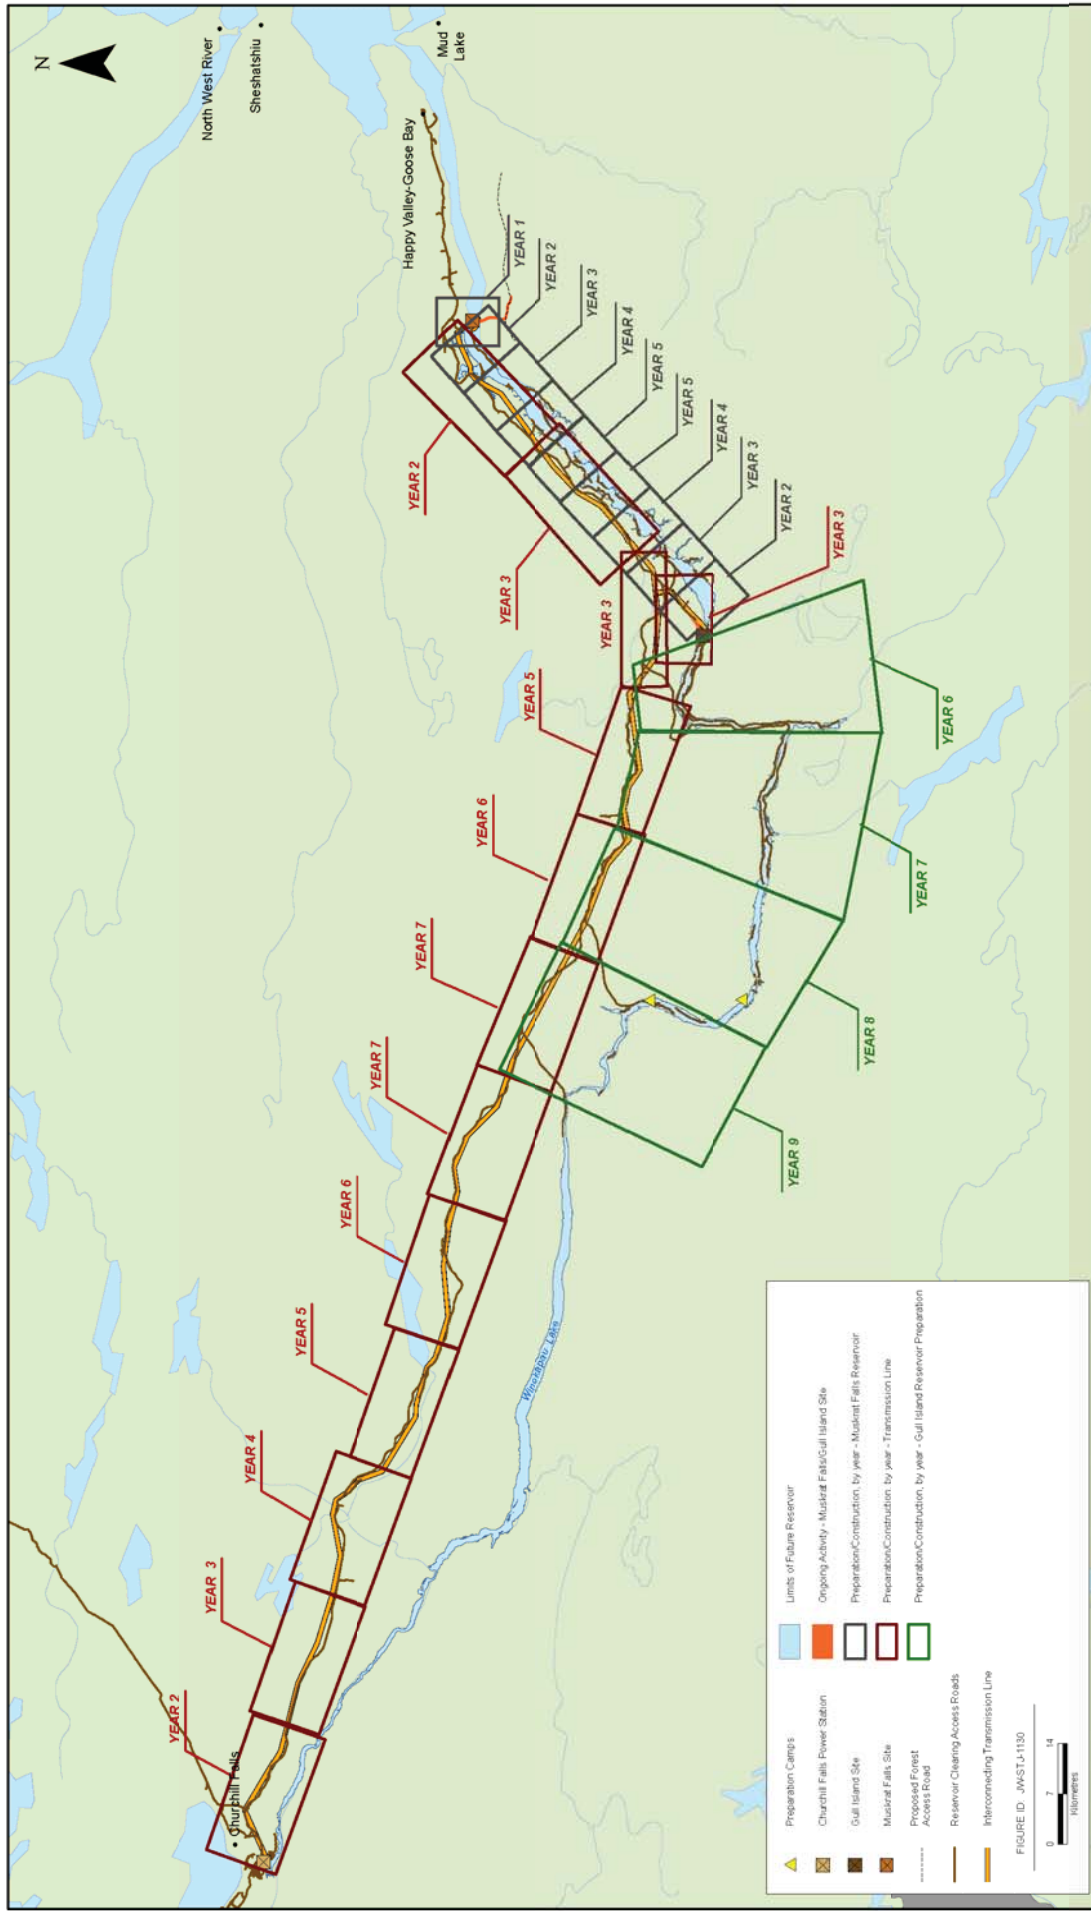 N
North West River
Sheshatshiu
Mud
Lake
Happy Valley-Goose Bay
YEAR 1
YEAR 2
YEAR 3
YEAR 4
YEAR 5
YEAR 5
YEAR 4
YEAR 3
YEAR 2
YEAR 2
YEAR 3
YEAR 3
YEAR 3
YEAR 5
YEAR 6
YEAR 7
YEAR 7
YEAR 6
YEAR 5
YEAR 4
YEAR 3
YEAR 2
YEAR 6
YEAR 7
YEAR 8
YEAR 9
Churchill Falls
Winokapau Lake
Preparation Camps
Churchill Falls Power Station
Gull Island Site
Muskrat Falls Site
Proposed Forest
Access Road
Reservoir Clearing Access Roads
Interconnecting Transmission Line
Limits of Future Reservoir
Ongoing Activity - Muskrat Falls/Gull Island Site
Preparation/Construction, by year - Muskrat Falls Reservoir
Preparation/Construction, by year - Transmission Line
Preparation/Construction, by year - Gull Island Reservoir Preparation
FIGURE ID: JW-STJ-1130
0 7 14
Kilometres